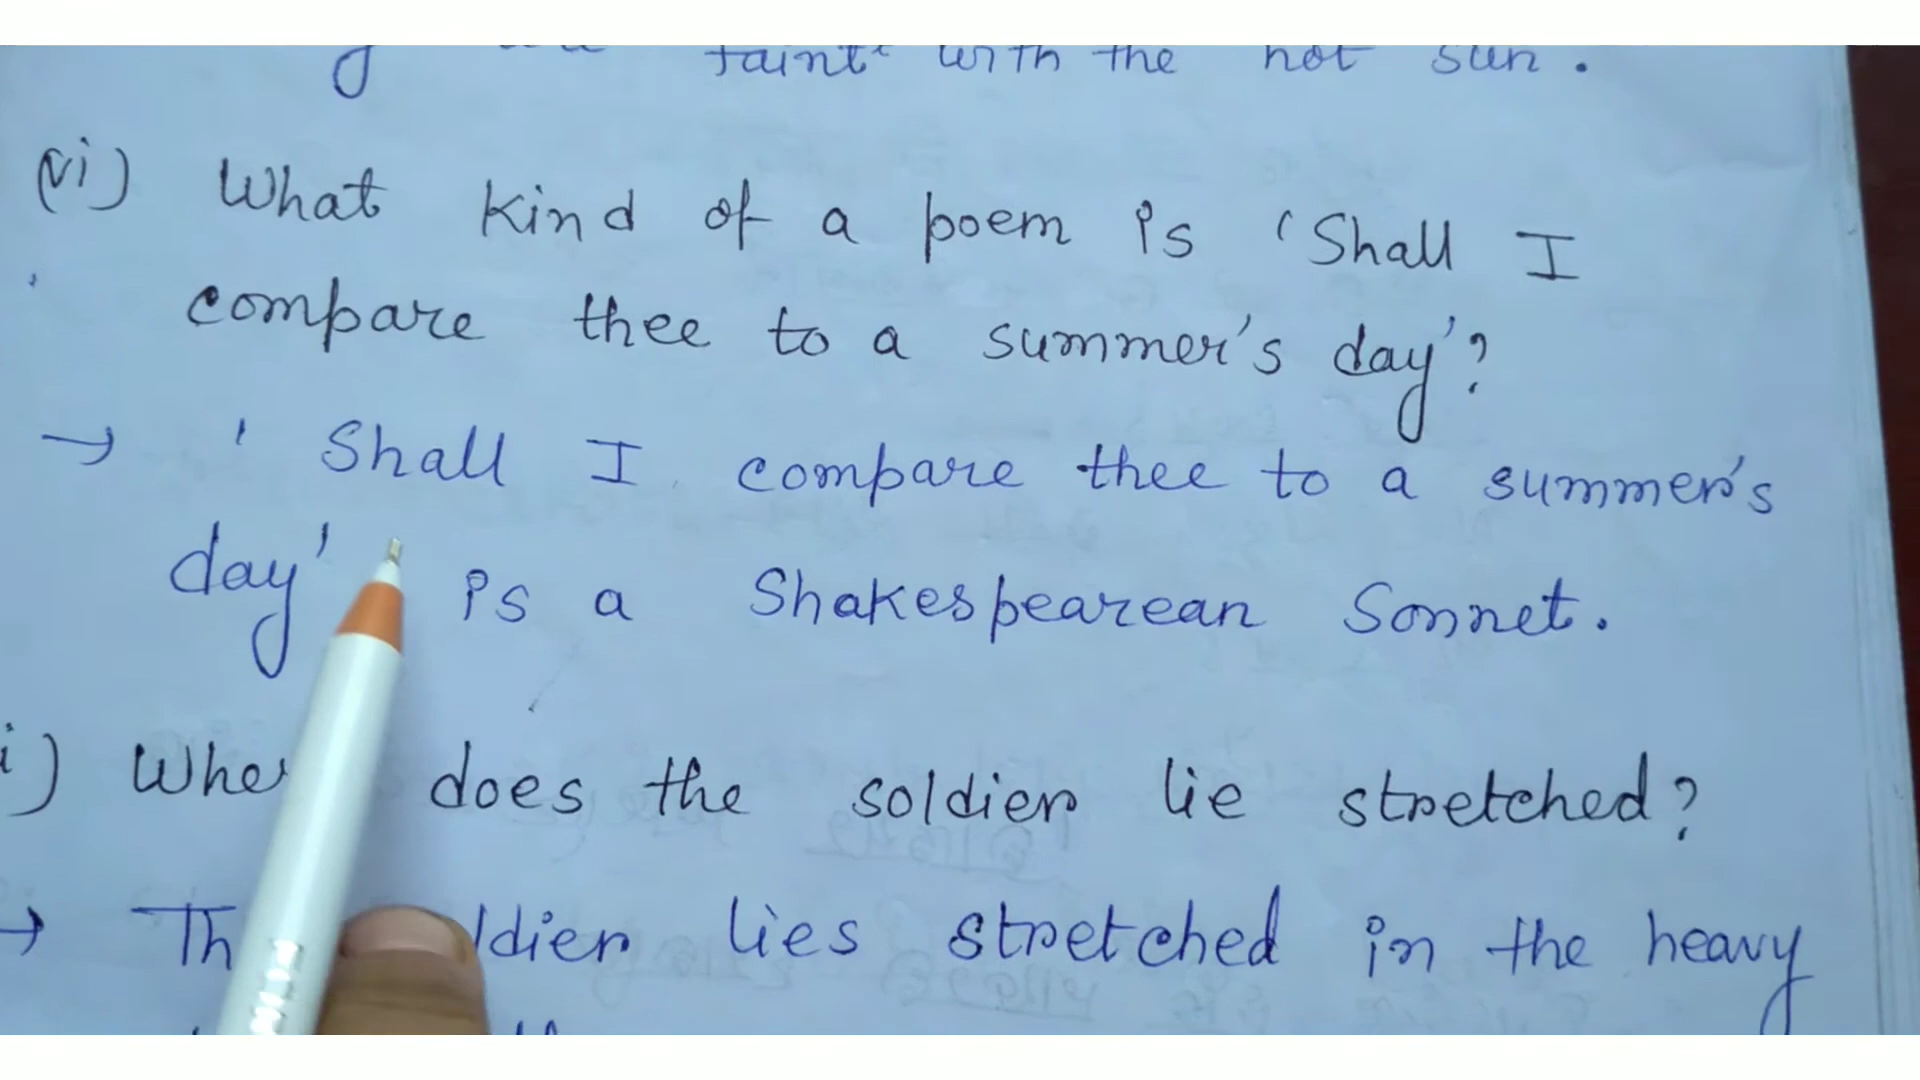 faint with the hot sun.
(vi) What kind of a poem is 'Shall I
compare thee to a summer's day'?
→ 'Shall I compare thee to a summer's
day' is a Shakespearean Sonnet.
i) Whe does the soldier lie stretched?
→ Th ldier lies stretched in the heavy